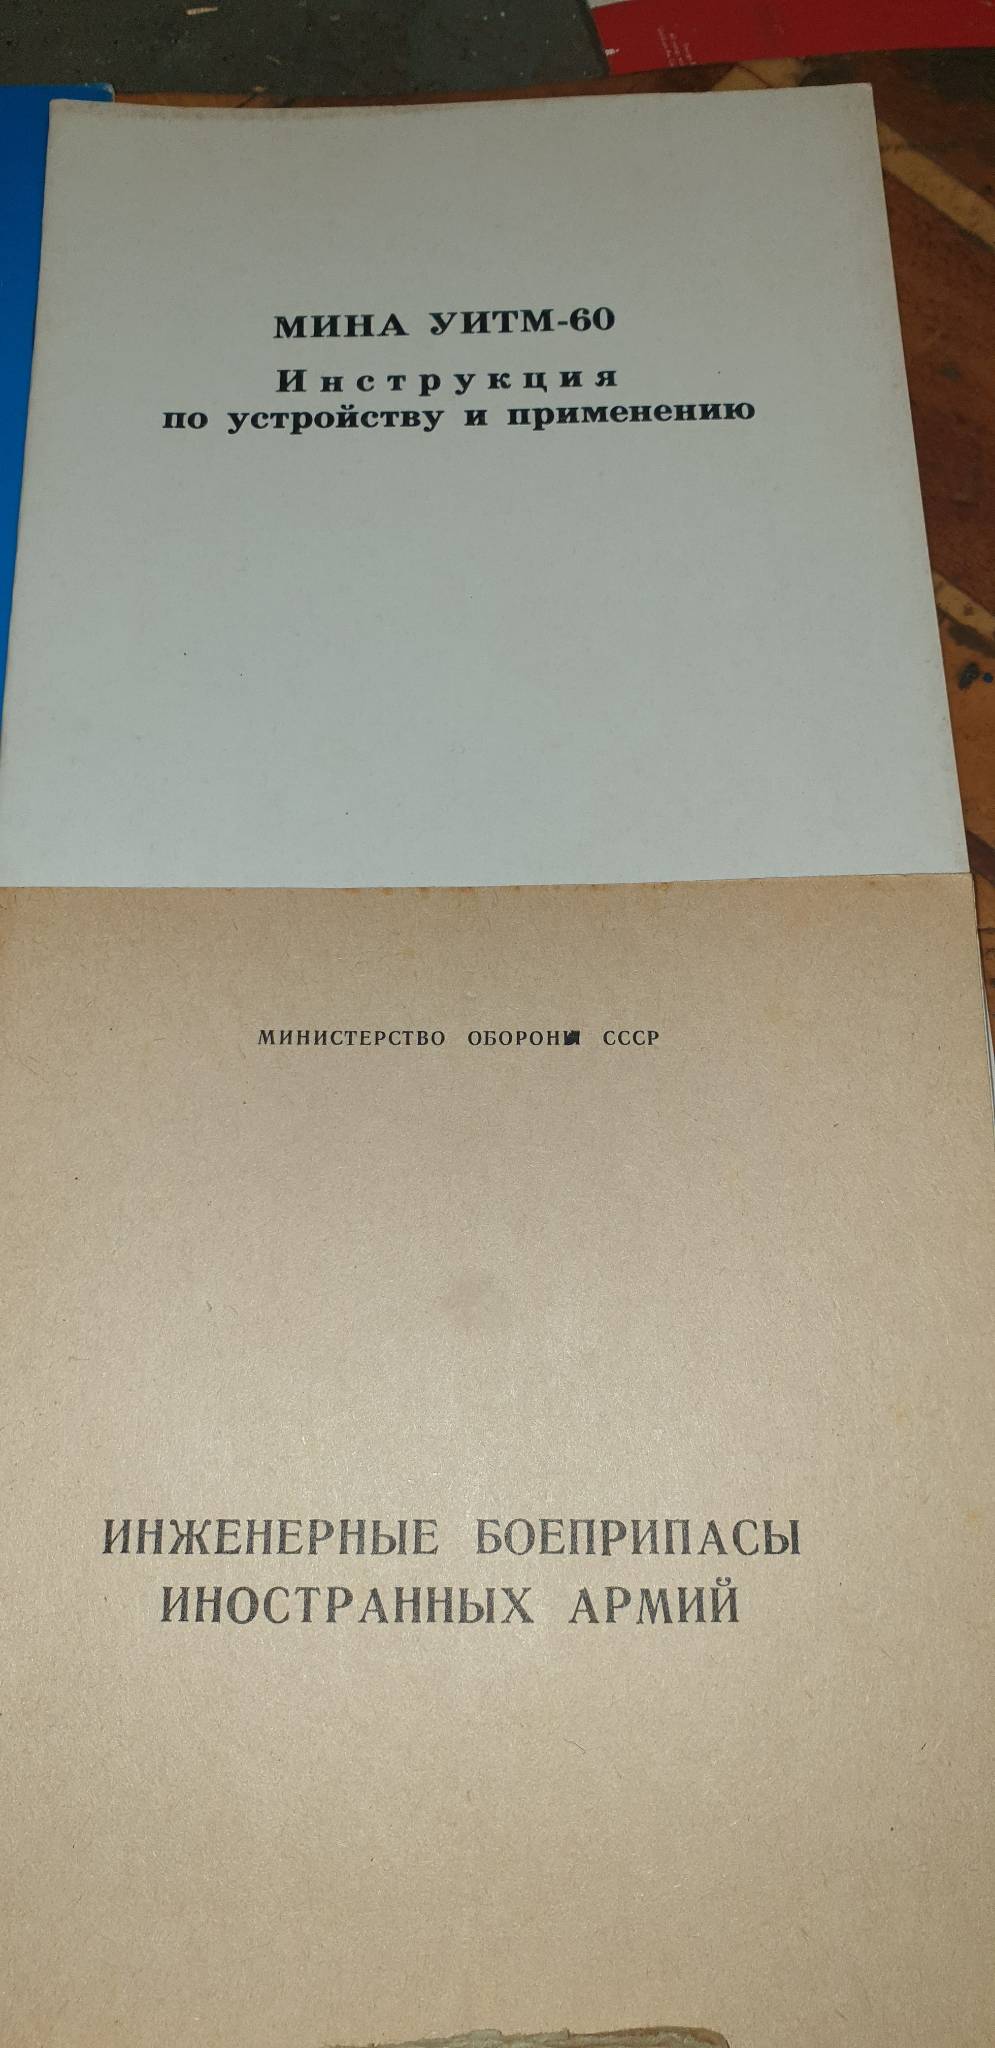 МИНА УИТМ-60
Инструкция
по устройству и применению
МИНИСТЕРСТВО ОБОРОНЫ СССР
ИНЖЕНЕРНЫЕ БОЕПРИПАСЫ
ИНОСТРАННЫХ АРМИЙ